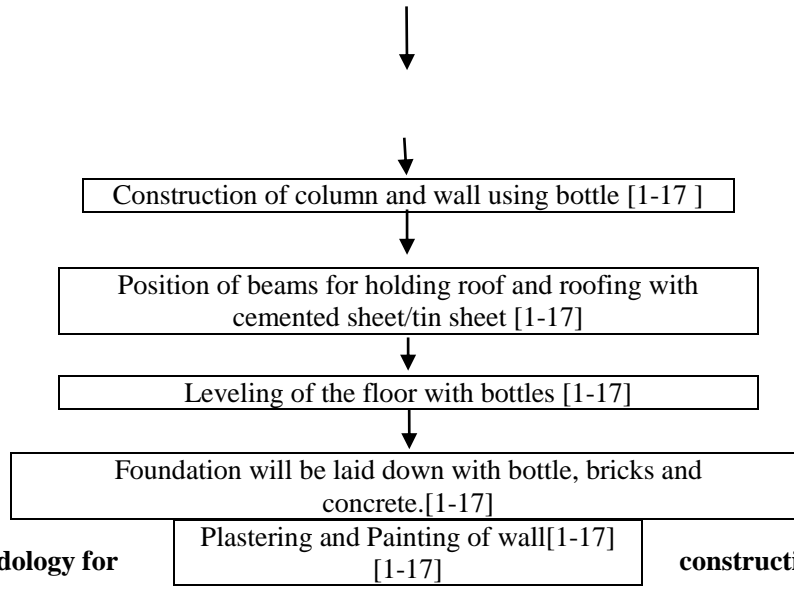 Construction of column and wall using bottle [1-17 ]
Position of beams for holding roof and roofing with
cemented sheet/tin sheet [1-17]
Leveling of the floor with bottles [1-17]
Foundation will be laid down with bottle, bricks and
concrete.[1-17]
Plastering and Painting of wall[1-17]
[1-17]
dology for constructi